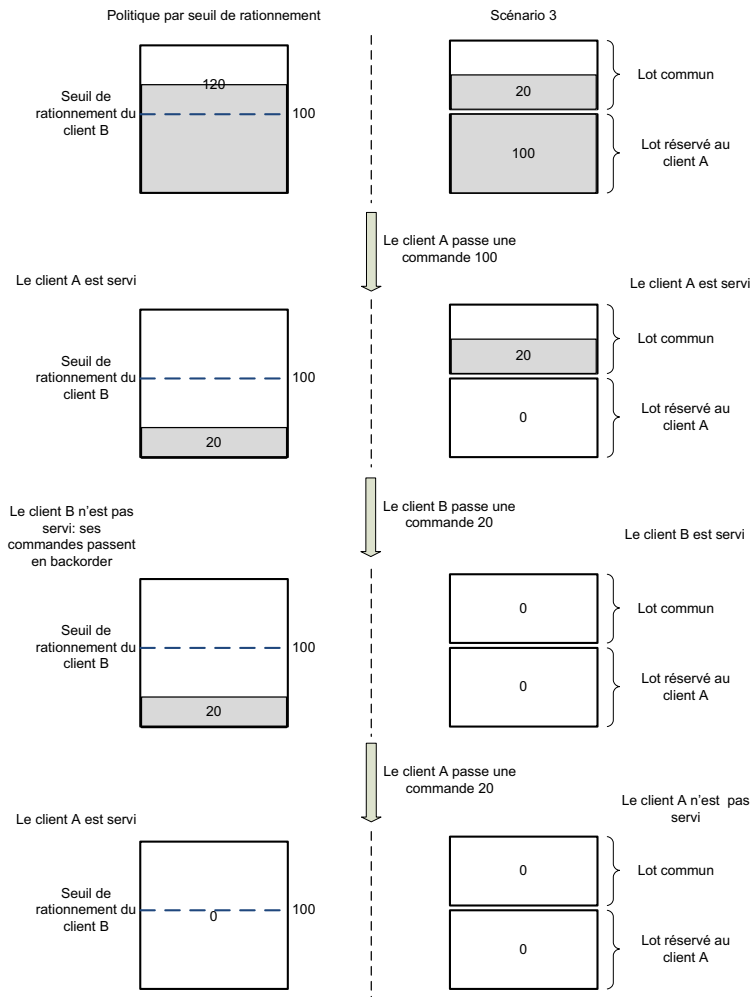 Politique par seuil de rationnement
Scénario 3
120
Seuil de
rationnement du
client B
100
20
Lot commun
100
Lot réservé au
client A
Le client A passe une
commande 100
Le client A est servi
Le client A est servi
Seuil de
rationnement du
client B
100
20
20
Lot commun
0
Lot réservé au
client A
Le client B passe une
commande 20
Le client B n'est pas
servi: ses
commandes passent
en backorder
Le client B est servi
Seuil de
rationnement du
client B
100
20
0
Lot commun
0
Lot réservé au
client A
Le client A passe une
commande 20
Le client A est servi
Le client A n'est pas
servi
Seuil de
rationnement du
client B
100
0
0
Lot commun
0
Lot réservé au
client A